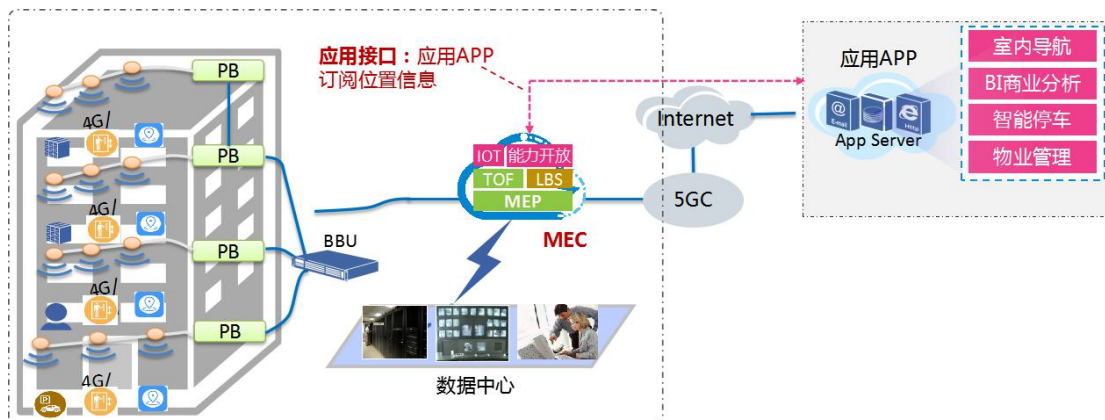 应用接口：应用APP
订阅位置信息
PB
4G/
PB
4G/
PB
4G/
PB
4G/
P
BBU
IOT
能力开放
TOF
LBS
MEP
MEC
数据中心
Internet
5GC
应用APP
@
E-mail
Http
App Server
室内导航
BI商业分析
智能停车
物业管理